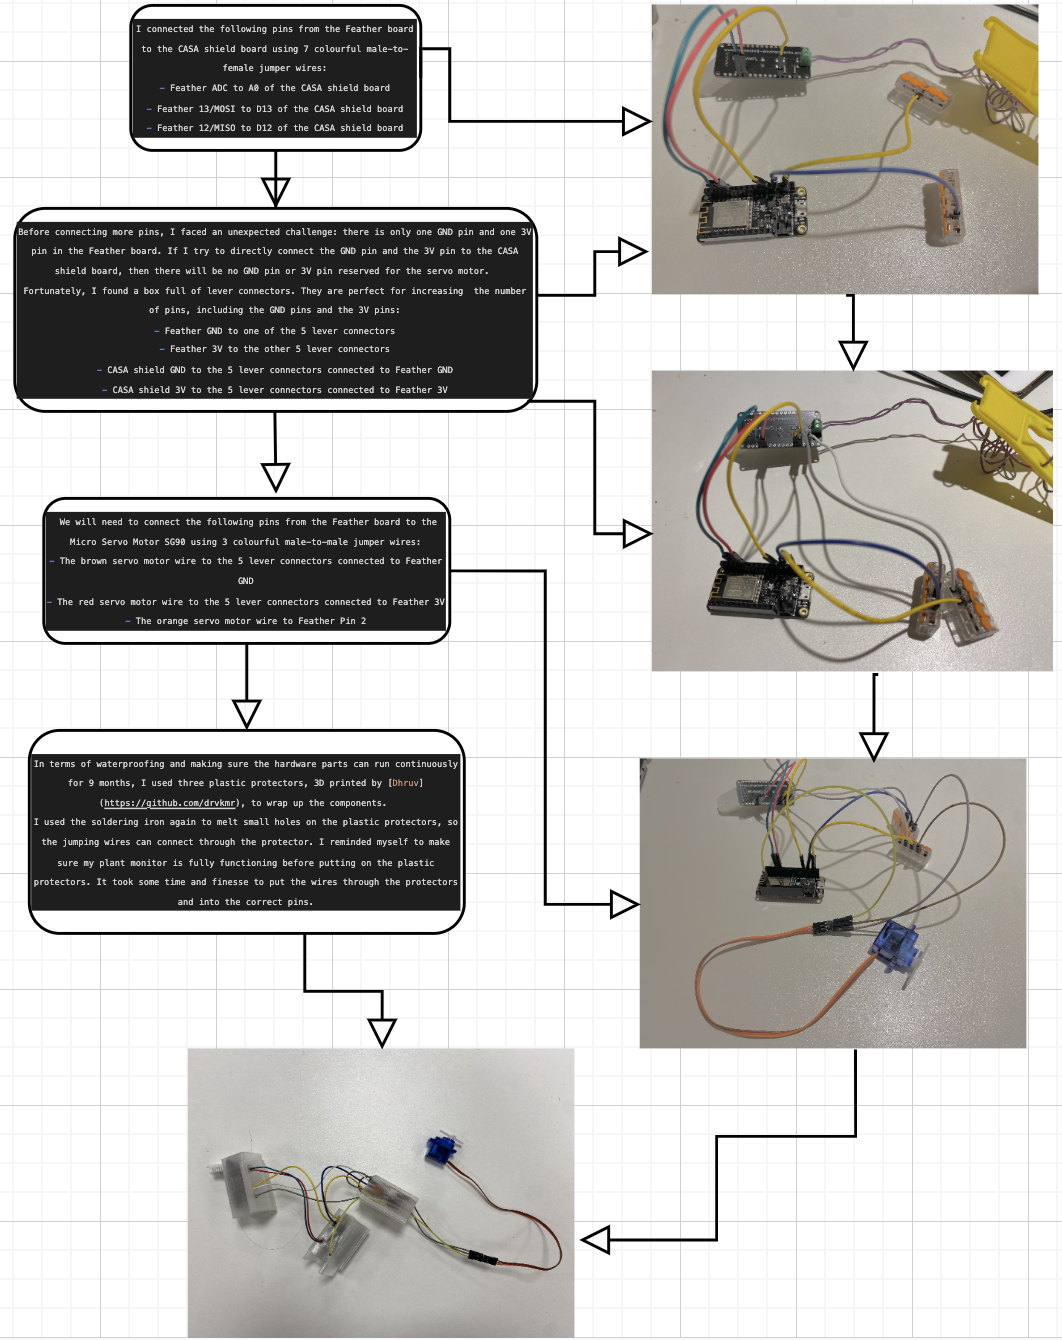 I connected the following pins from the Feather board
to the CASA shield board using 7 colourful male-to-
female jumper wires:
- Feather ADC to A0 of the CASA shield board
- Feather 13/MOSI to D13 of the CASA shield board
- Feather 12/MISO to D12 of the CASA shield board
Before connecting more pins, I faced an unexpected challenge: there is only one GND pin and one 3V
pin in the Feather board. If I try to directly connect the GND pin and the 3V pin to the CASA
shield board, then there will be no GND pin or 3V pin reserved for the servo motor.
Fortunately, I found a box full of lever connectors. They are perfect for increasing  the number
of pins, including the GND pins and the 3V pins:
- Feather GND to one of the 5 lever connectors
- Feather 3V to the other 5 lever connectors
- CASA shield GND to the 5 lever connectors connected to Feather GND
- CASA shield 3V to the 5 lever connectors connected to Feather 3V
We will need to connect the following pins from the Feather board to the
Micro Servo Motor SG90 using 3 colourful male-to-male jumper wires:
- The brown servo motor wire to the 5 lever connectors connected to Feather
GND
- The red servo motor wire to the 5 lever connectors connected to Feather 3V
- The orange servo motor wire to Feather Pin 2
In terms of waterproofing and making sure the hardware parts can run continuously
for 9 months, I used three plastic protectors, 3D printed by [Dhruv]
(https://github.com/drvkmr), to wrap up the components.
I used the soldering iron again to melt small holes on the plastic protectors, so
the jumping wires can connect through the protector. I reminded myself to make
sure my plant monitor is fully functioning before putting on the plastic
protectors. It took some time and finesse to put the wires through the protectors
and into the correct pins.